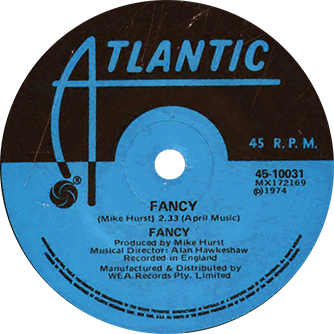 ATLANTIC
45 R.P.M.
45-10031
MX172169
℗1974
FANCY
(Mike Hurst) 2.33 (April Music)
FANCY
Produced by Mike Hurst
Musical Director: Alan Hawkeshaw
Recorded in England
Manufactured & Distributed by
WEA Records Pty. Limited